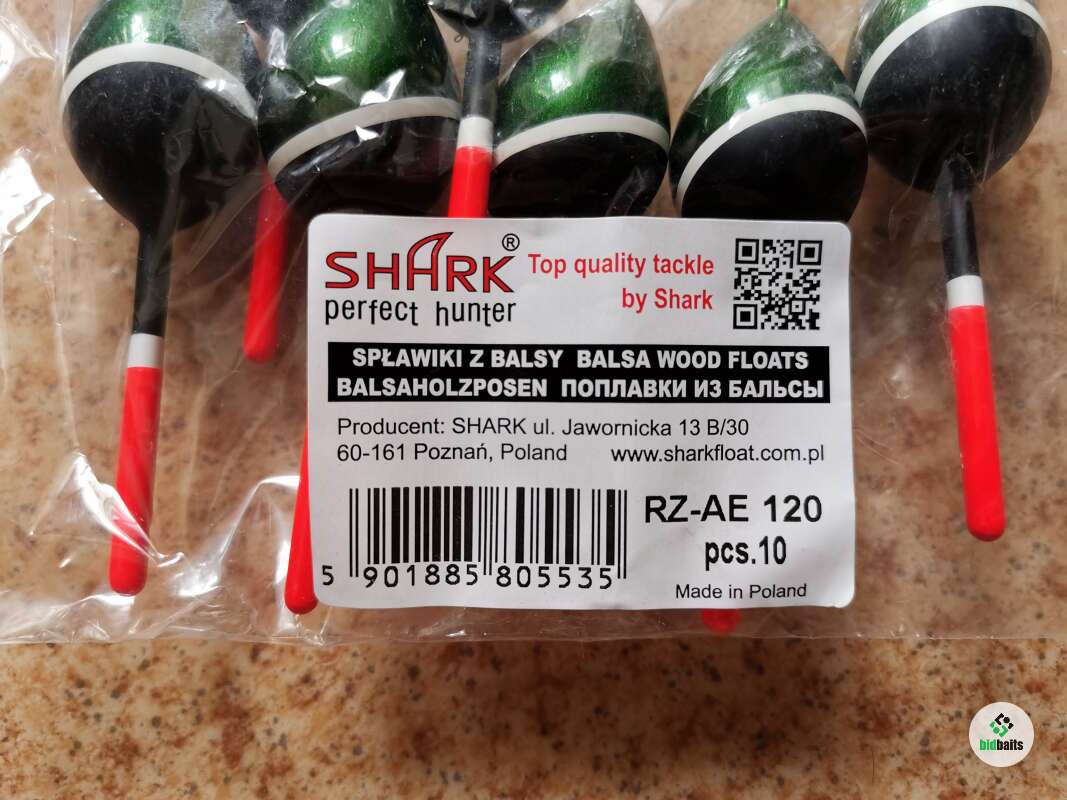 SHARK®
perfect hunter
Top quality tackle
by Shark
SPŁAWIKI Z BALSY BALSA WOOD FLOATS
BALSAHOLZPOSEN ПОПЛАВКИ ИЗ БАЛЬСЫ
Producent: SHARK ul. Jawornicka 13 B/30
60-161 Poznań, Poland www.sharkfloat.com.pl
RZ-AE 120
pcs.10
5 901885 805535
Made in Poland
bidbaits